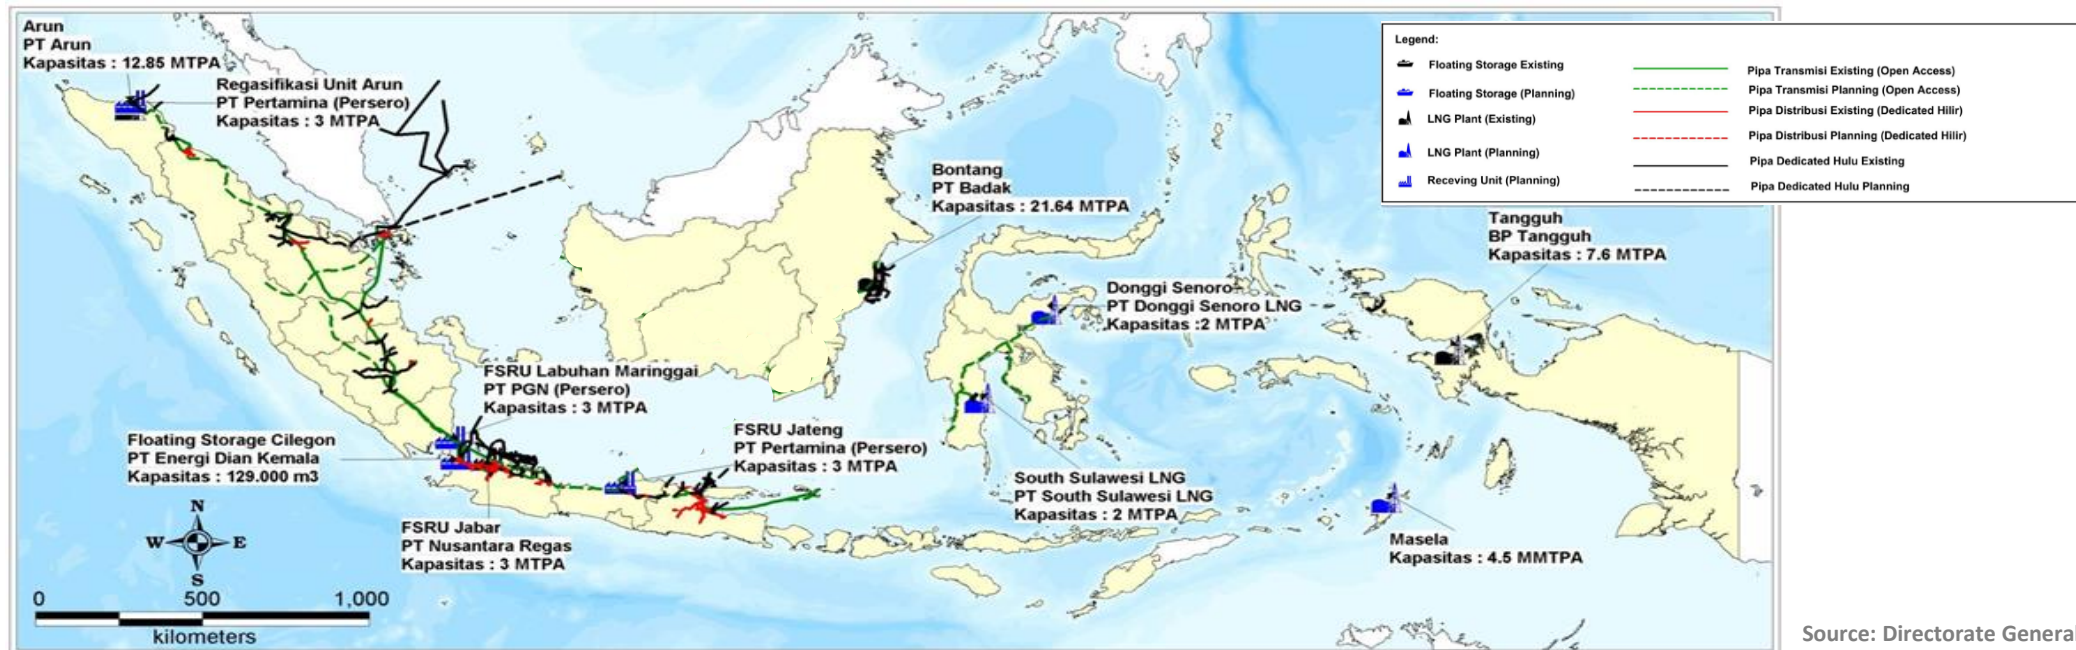 Arun
PT Arun
Kapasitas : 12.85 MTPA
Regasifikasi Unit Arun
PT Pertamina (Persero)
Kapasitas : 3 MTPA
Legend:
Floating Storage Existing
Floating Storage (Planning)
LNG Plant (Existing)
LNG Plant (Planning)
Receving Unit (Planning)
Pipa Transmisi Existing (Open Access)
Pipa Transmisi Planning (Open Access)
Pipa Distribusi Existing (Dedicated Hilir)
Pipa Distribusi Planning (Dedicated Hilir)
Pipa Dedicated Hulu Existing
Pipa Dedicated Hulu Planning
Bontang
PT Badak
Kapasitas : 21.64 MTPA
Tangguh
BP Tangguh
Kapasitas : 7.6 MTPA
Donggi Senoro
PT Donggi Senoro LNG
Kapasitas :2 MTPA
FSRU Labuhan Maringgai
PT PGN (Persero)
Kapasitas : 3 MTPA
FSRU Jateng
PT Pertamina (Persero)
Kapasitas : 3 MTPA
Floating Storage Cilegon
PT Energi Dian Kemala
Kapasitas : 129.000 m3
South Sulawesi LNG
PT South Sulawesi LNG
Kapasitas : 2 MTPA
FSRU Jabar
PT Nusantara Regas
Kapasitas : 3 MTPA
Masela
Kapasitas : 4.5 MMTPA
N
W E
S
0 500 1,000
kilometers
Source: Directorate General